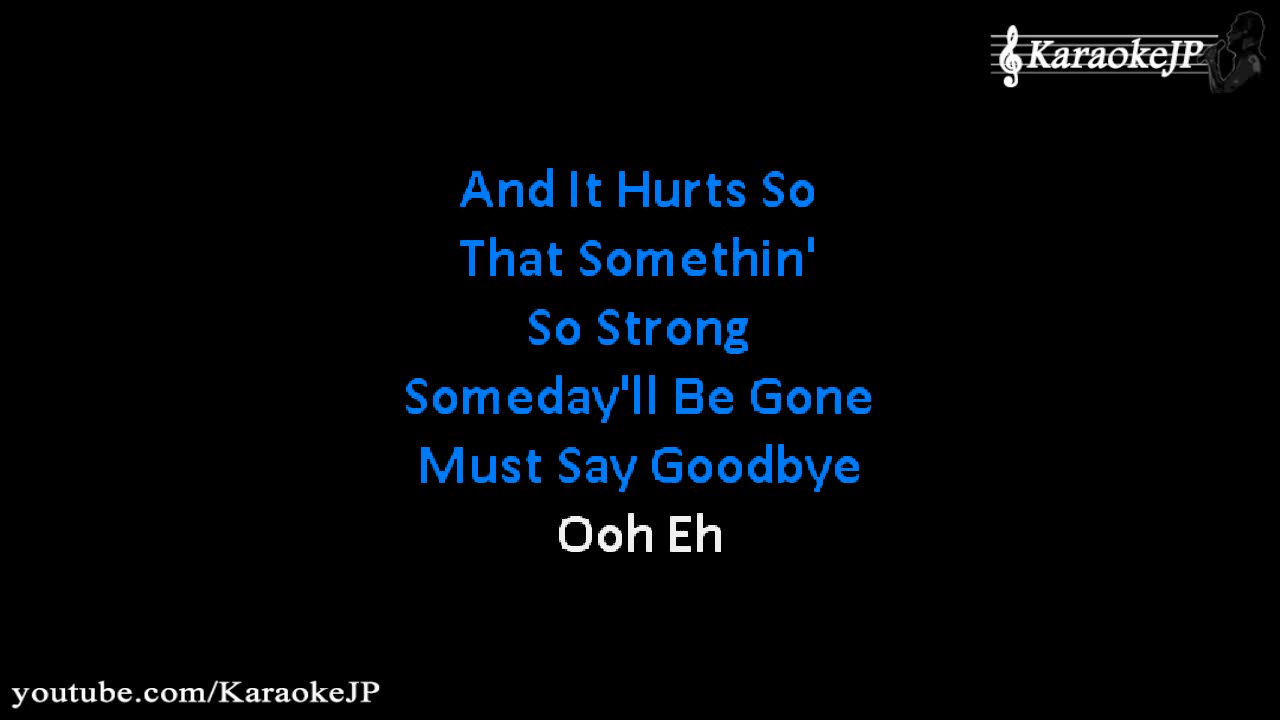 KaraokeJP
And It Hurts So
That Somethin'
So Strong
Someday'll Be Gone
Must Say Goodbye
Ooh Eh
youtube.com/KaraokeJP